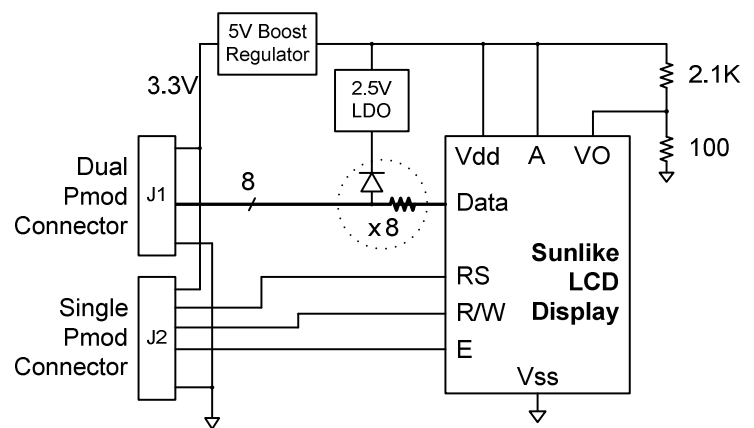 5V Boost
Regulator
3.3V
2.5V
LDO
2.1K
100
Dual
Pmod
Connector
J1
8
x 8
Vdd A VO
Data
RS
R/W
E
Vss
Sunlike
LCD
Display
Single
Pmod
Connector
J2